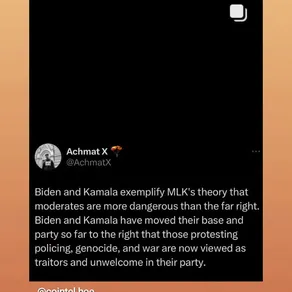 Achmat X
@AchmatX
Biden and Kamala exemplify MLK's theory that
moderates are more dangerous than the far right.
Biden and Kamala have moved their base and
party so far to the right that those protesting
policing, genocide, and war are now viewed as
traitors and unwelcome in their party.